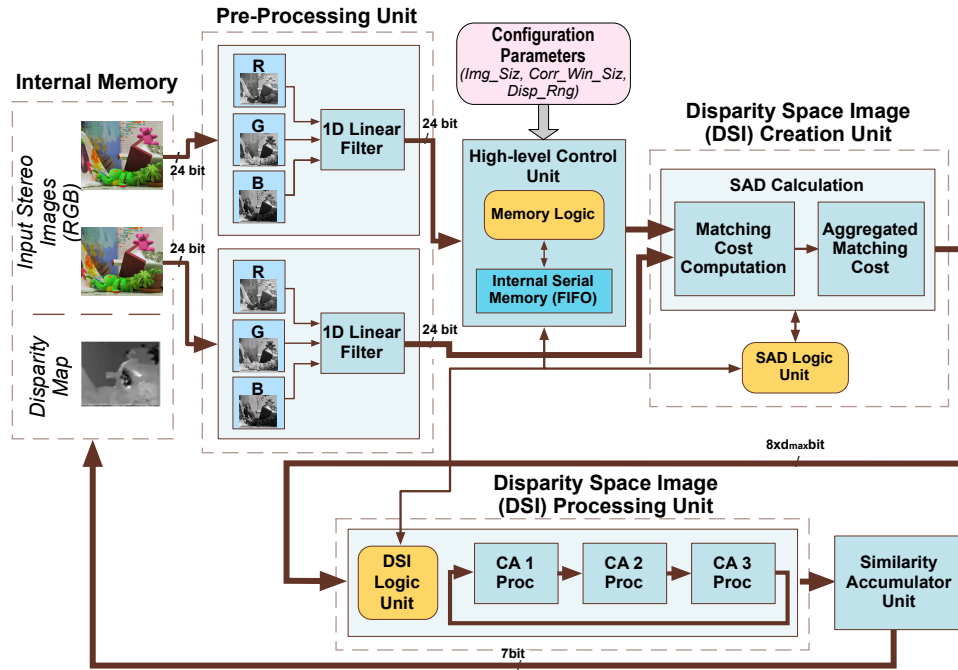 Pre-Processing Unit
Internal Memory
Input Stereo
Images
(RGB)
24 bit
24 bit
Disparity
Map
R
G
B
1D Linear
Filter
24 bit
R
G
B
1D Linear
Filter
24 bit
Configuration
Parameters
(Img_Siz, Corr_Win_Siz,
Disp_Rng)
High-level Control
Unit
Memory Logic
Internal Serial
Memory (FIFO)
Disparity Space Image
(DSI) Creation Unit
SAD Calculation
Matching
Cost
Computation
Aggregated
Matching
Cost
SAD Logic
Unit
8xdmaxbit
Disparity Space Image
(DSI) Processing Unit
DSI
Logic
Unit
CA 1
Proc
CA 2
Proc
CA 3
Proc
Similarity
Accumulator
Unit
7bit